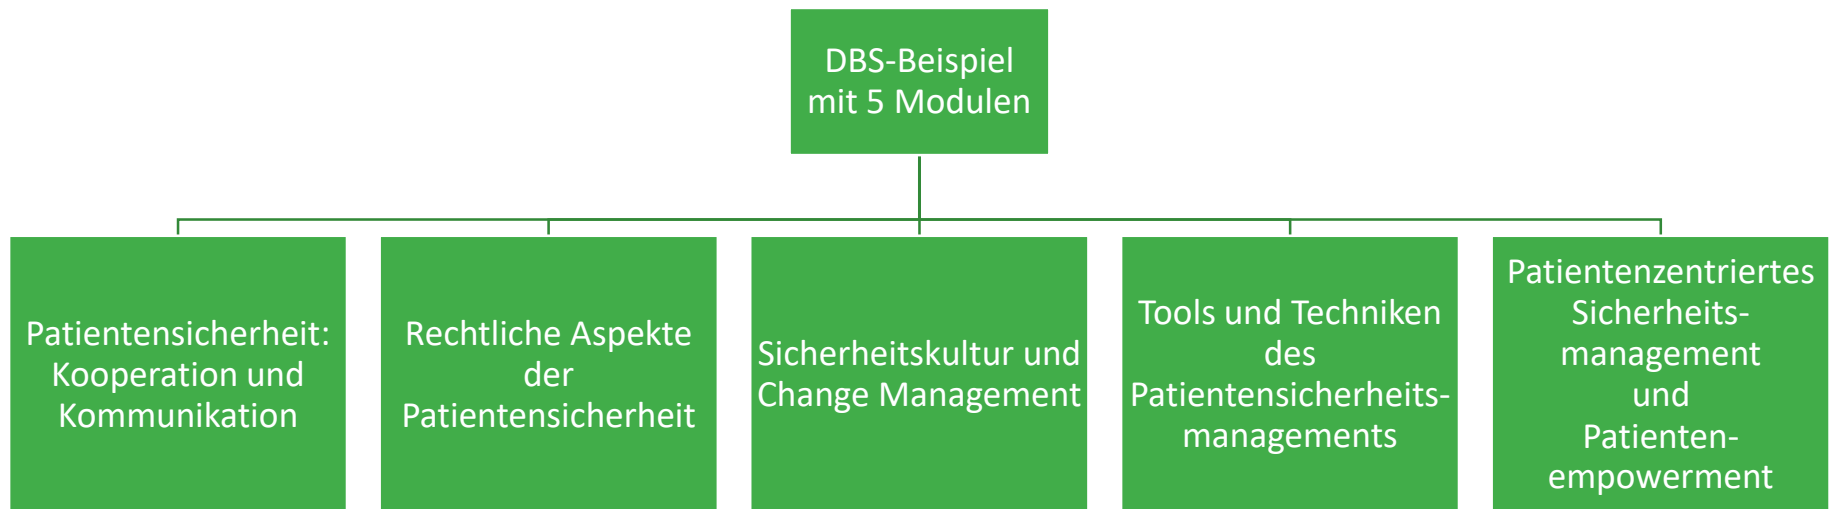 DBS-Beispiel
mit 5 Modulen
Patientensicherheit:
Kooperation und
Kommunikation
Rechtliche Aspekte
der
Patientensicherheit
Sicherheitskultur und
Change Management
Tools und Techniken
des
Patientensicherheits-
managements
Patientenzentriertes
Sicherheits-
management
und
Patienten-
empowerment